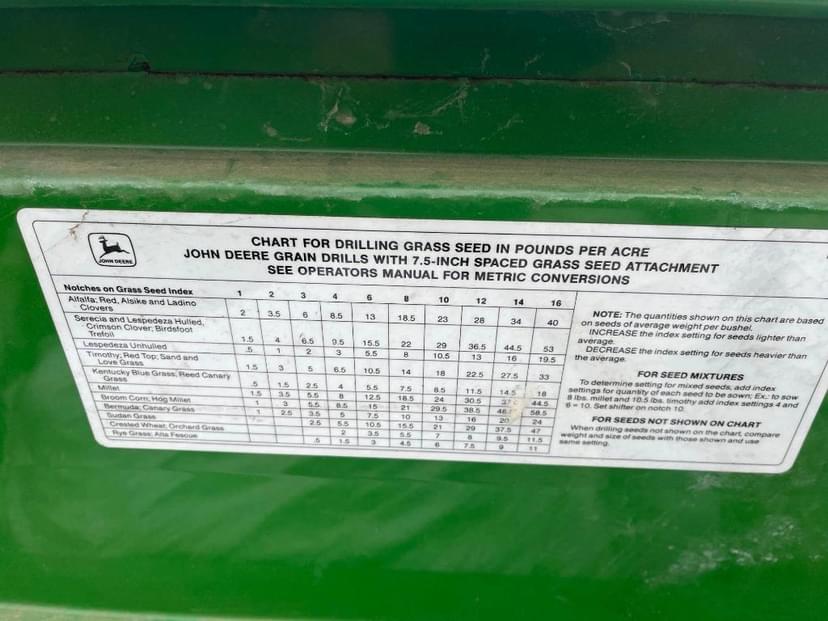 JOHN DEERE
CHART FOR DRILLING GRASS SEED IN POUNDS PER ACRE
JOHN DEERE GRAIN DRILLS WITH 7.5-INCH SPACED GRASS SEED ATTACHMENT
SEE OPERATORS MANUAL FOR METRIC CONVERSIONS
Notches on Grass Seed Index 1 2 3 4 6 8 10 12 14 16
Alfalfa; Red, Alsike and Ladino
Clovers 2 3.5 6 8.5 13 18.5 23 28 34 40
Serecia and Lespedeza Hulled,
Crimson Clover; Birdsfoot
Trefoil 1.5 4 6.5 9.5 15.5 22 29 36.5 44.5 53
Lespedeza Unhulled .5 1 2 3 5.5 8 10.5 13 16 19.5
Timothy; Red Top; Sand and
Love Grass 1.5 3 5 6.5 10.5 14 18 22.5 27.5 33
Kentucky Blue Grass; Reed Canary
Grass .5 1.5 2.5 4 5.5 7.5 8.5 11.5 14.5 18
Millet 1.5 3.5 5.5 8 12.5 18.5 24 30.5 44.5
Broom Corn, Hog Millet 1 3 5.5 8.5 15 21 29.5 38.5 58.5
Bermuda; Canary Grass 1 2.5 3.5 5 7.5 10 13 16 20 24
Sudan Grass 2.5 5.5 10.5 15.5 21 29 37.5 47
Crested Wheat, Orchard Grass 2 3.5 5.5 7 8 9.5 11.5
Rye Grass; Alta Fescue .5 1.5 3 4.5 6 7.5 9 11
NOTE: The quantities shown on this chart are based
on seeds of average weight per bushel.
INCREASE the index setting for seeds lighter than
average.
DECREASE the index setting for seeds heavier than
the average.
FOR SEED MIXTURES
To determine setting for mixed seeds, add index
settings for quantity of each seed to be sown; Ex.: to sow
8 lbs. millet and 10.5 lbs. timothy add index settings 4 and
6 = 10. Set shifter on notch 10.
FOR SEEDS NOT SHOWN ON CHART
When drilling seeds not shown on the chart, compare
weight and size of seeds with those shown and use
same setting.